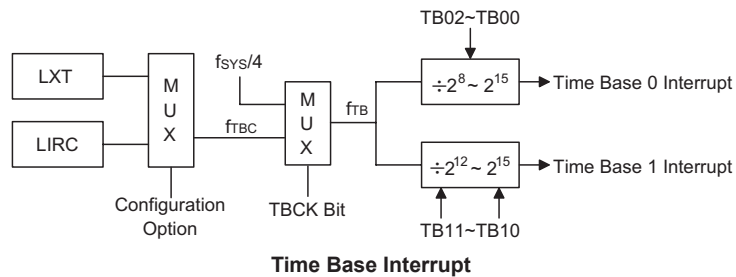 TB02~TB00
LXT
LIRC
M
U
X
Configuration
Option
fSYS/4
fTBC
M
U
X
TBCK Bit
fTB
÷2⁸ ~ 2¹⁵
Time Base 0 Interrupt
÷2¹² ~ 2¹⁵
Time Base 1 Interrupt
TB11~TB10
Time Base Interrupt